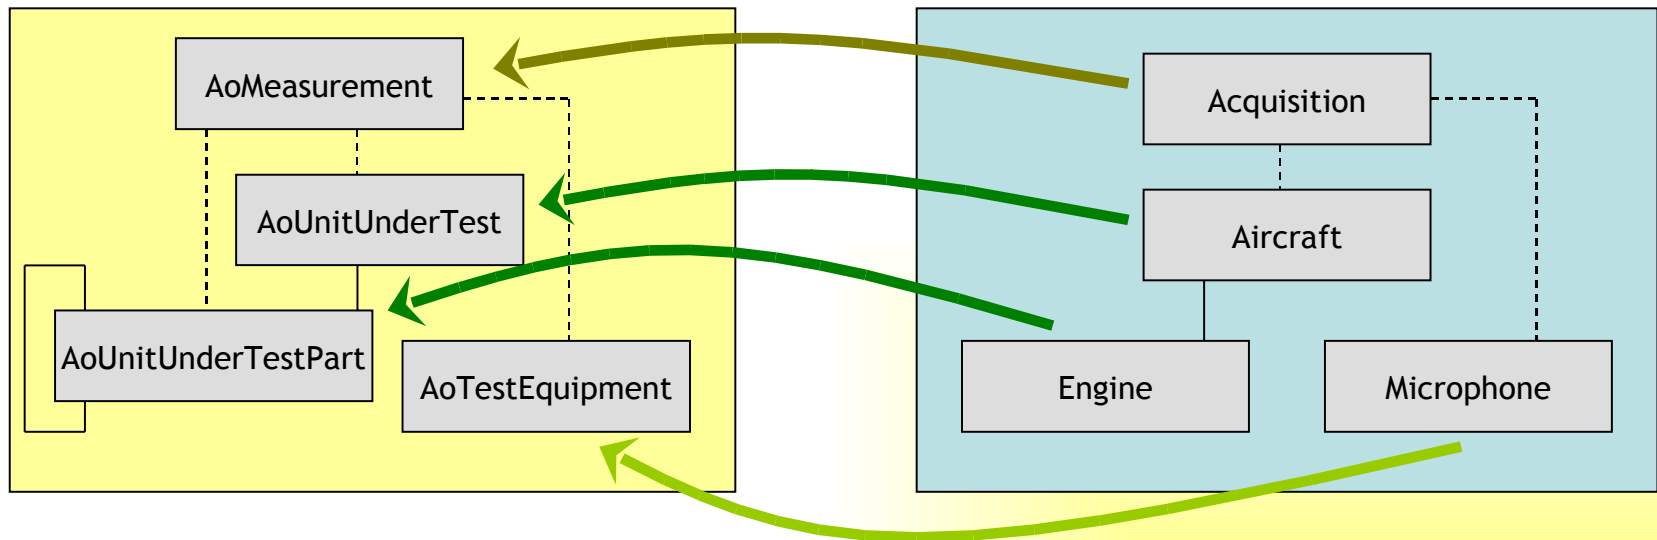 AoMeasurement
AoUnitUnderTest
AoUnitUnderTestPart
AoTestEquipment
Acquisition
Aircraft
Engine
Microphone